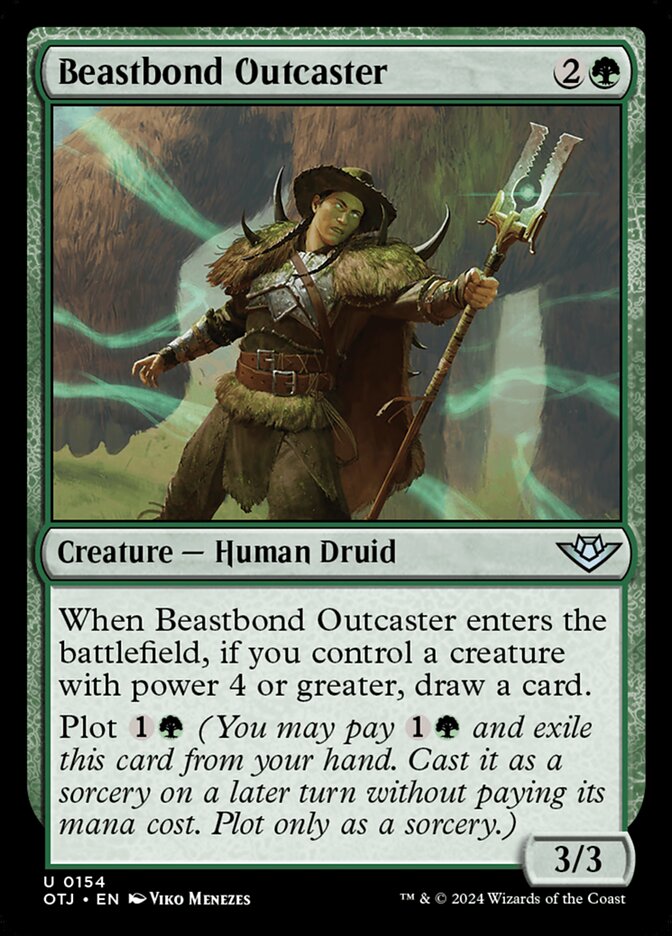 Beastbond Outcaster 2
Creature — Human Druid
When Beastbond Outcaster enters the
battlefield, if you control a creature
with power 4 or greater, draw a card.
Plot 1 (You may pay 1 and exile
this card from your hand. Cast it as a
sorcery on a later turn without paying its
mana cost. Plot only as a sorcery.)
3/3
U 0154
OTJ • EN Viko Menezes
™ & © 2024 Wizards of the Coast